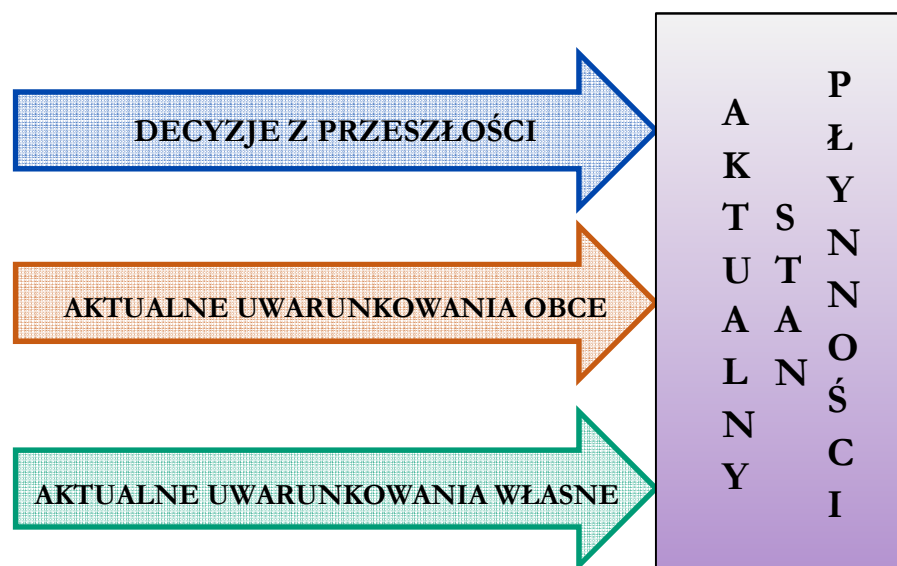 DECYZJE Z PRZESZŁOŚCI
AKTUALNE UWARUNKOWANIA OBCE
AKTUALNE UWARUNKOWANIA WŁASNE
AKTUALNY
STAN
PŁYNNOŚCI